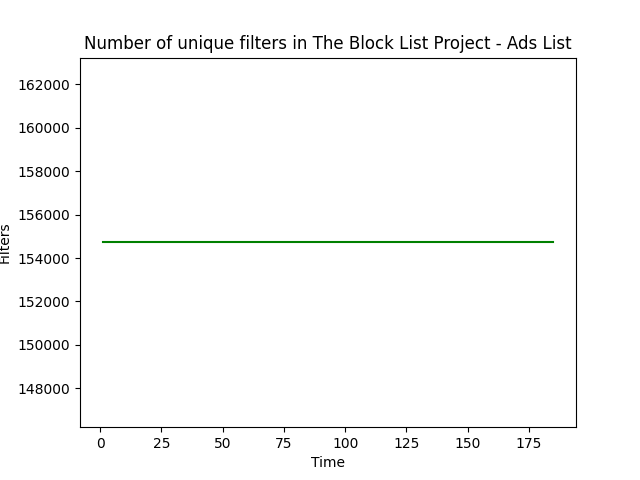 Number of unique filters in The Block List Project - Ads List
162000
160000
158000
156000
154000
152000
150000
148000
Filters
0 25 50 75 100 125 150 175
Time